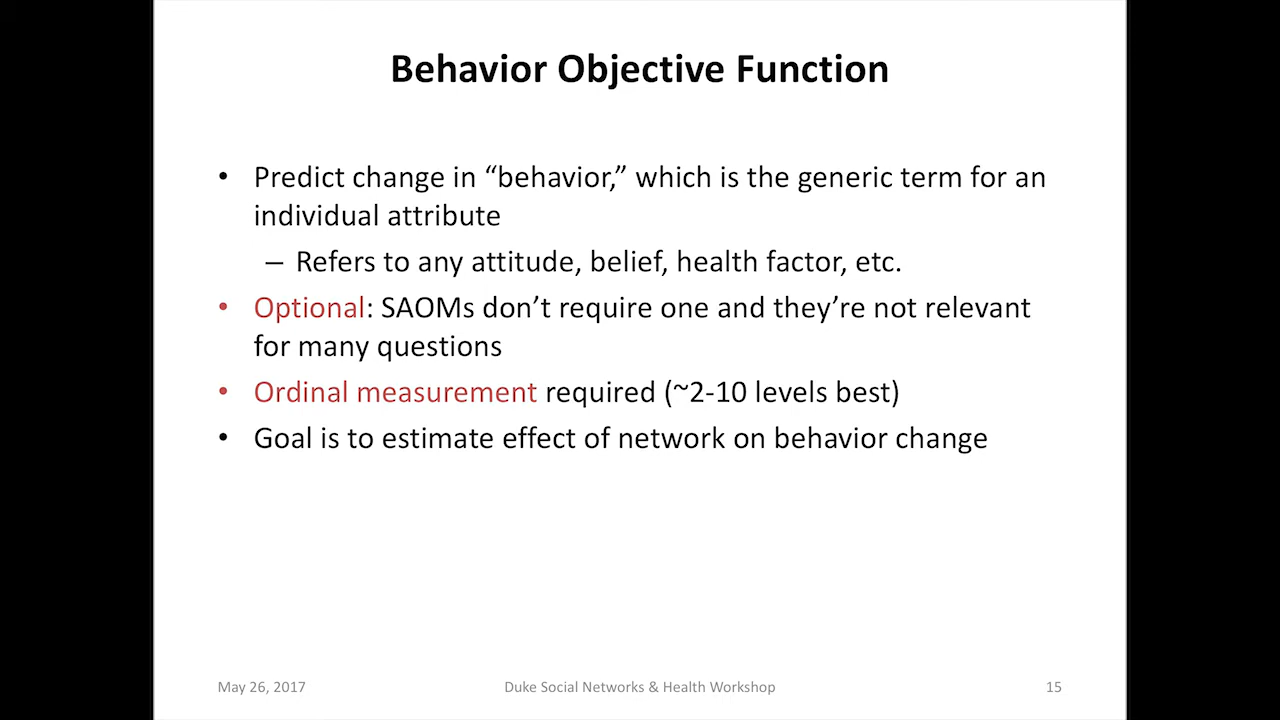 Behavior Objective Function
• Predict change in “behavior,” which is the generic term for an
individual attribute
– Refers to any attitude, belief, health factor, etc.
• Optional: SAOMs don’t require one and they’re not relevant
for many questions
• Ordinal measurement required (~2-10 levels best)
• Goal is to estimate effect of network on behavior change
May 26, 2017
Duke Social Networks & Health Workshop
15